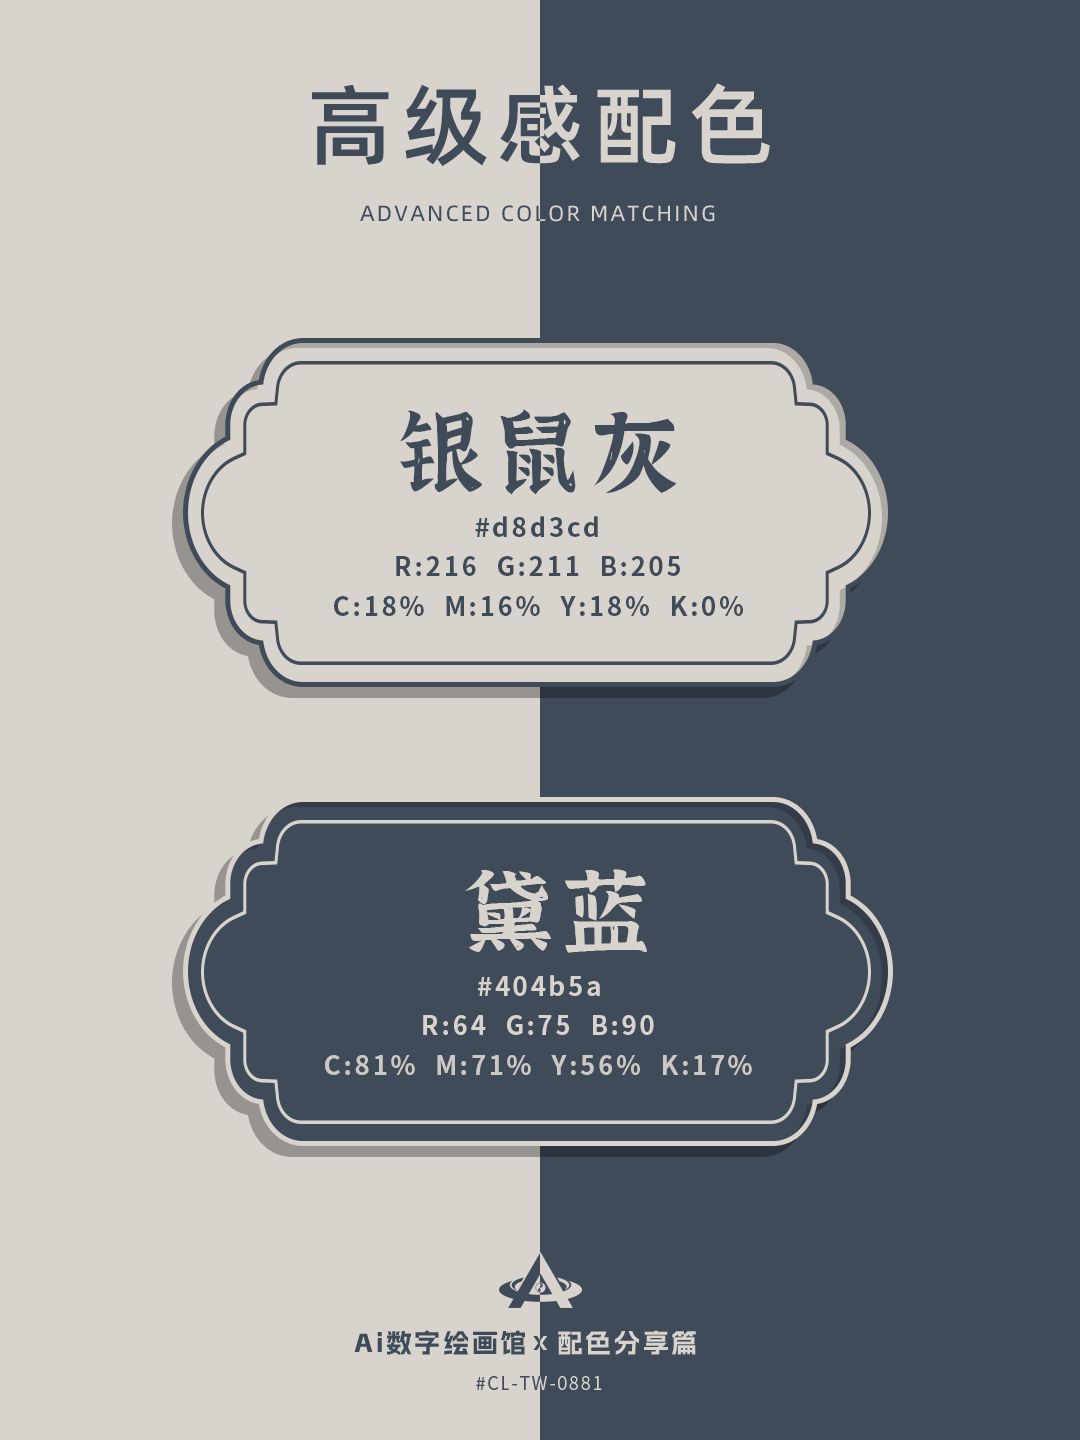 高级感配色
ADVANCED COLOR MATCHING
银鼠灰
#d8d3cd
R:216 G:211 B:205
C:18% M:16% Y:18% K:0%
黛蓝
#404b5a
R:64 G:75 B:90
C:81% M:71% Y:56% K:17%
Ai数字绘画馆 x 配色分享篇
#CL-TW-0881